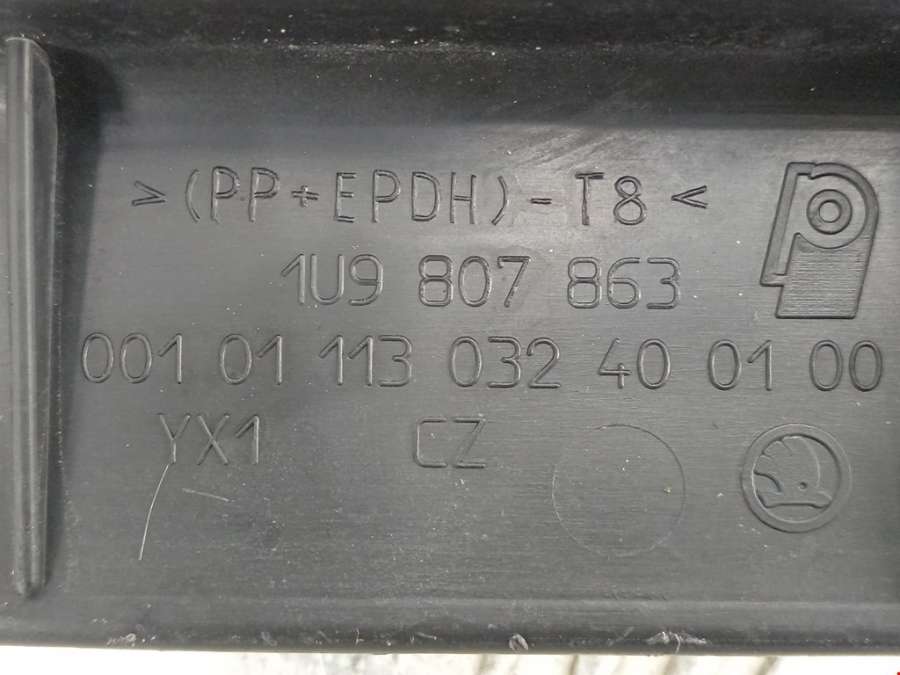 >(PP+EPDH)-T8<
1U9 807 863
001 01 113 032 40 01 00
YX1 CZ